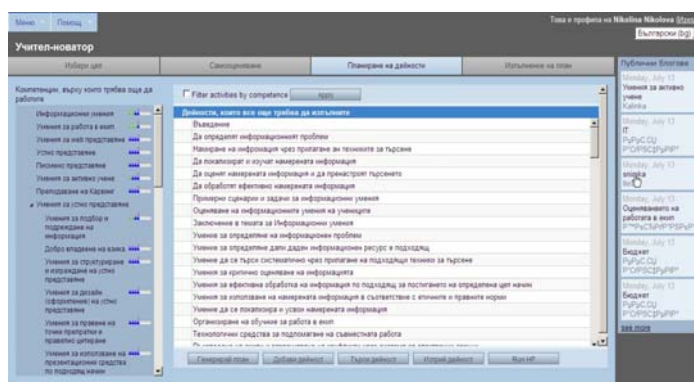 Меню
Помощ
Това е профила на Nikolina Nikolova
Български (bg)
Учител-новатор
Избери цел
Самооценяване
Планиране на дейности
Изпълнение на план
Публични блогове
Компетенции, върху които трябва още да
работите
Информационни умения
Умения за работа в екип
Умения за web представяне
Устно представяне
Писмено представяне
Умения за активно учене
Преподаване на Карвинг
Умения за устно представяне
Умения за подбор и
подреждане на
информация
Добро владеене на езика
Умения за структуриране
и изграждане на устно
представяне
Умения за дизайн
(оформление) на устно
представяне
Умения за правене на
точни препратки и
правилно цитиране
Умения за използване на
презентационни средства
по подходящ начин
Filter activities by competence
Apply
Дейности, които все още трябва да изпълните
Въведение
Да определят информационният проблем
Намиране на информация чрез прилагане на техниките за търсене
Да локализират и изучат намерената информация
Да оценят намерената информация и да пренастроят търсенето
Да обработят ефективно намерената информация
Примерни сценарии и задачи за информационни умения
Оценяване на информационните умения на учениците
Заключение в темата за Информационни умения
Умение за определяне на информационен проблем
Умение за определяне дали даден информационен ресурс е подходящ
Умения да се търси систематично чрез прилагане на подходящи техники за търсене
Умения за критично оценяване на информацията
Умения за ефективна обработка на информация по подходящ за постигането на определена цел начин
Умения за използване на намерената информация в съответствие с етичните и правните норми
Умение да се локализира и усвои намерената информация
Организиране на обучение за работа в екип
Технологични средства за подпомагане на съвместната работа
Генерирай план
Добави дейност
Търси дейност
Изтрий дейност
Run HP
Monday, July 13
Умения за активно
учене
Kalinka
Monday, July 13
IT
Monday, July 13
snimka
Monday, July 13
Оценяването на
работата в екип
Monday, July 13
Бюджет
Monday, July 13
Бюджет
see more